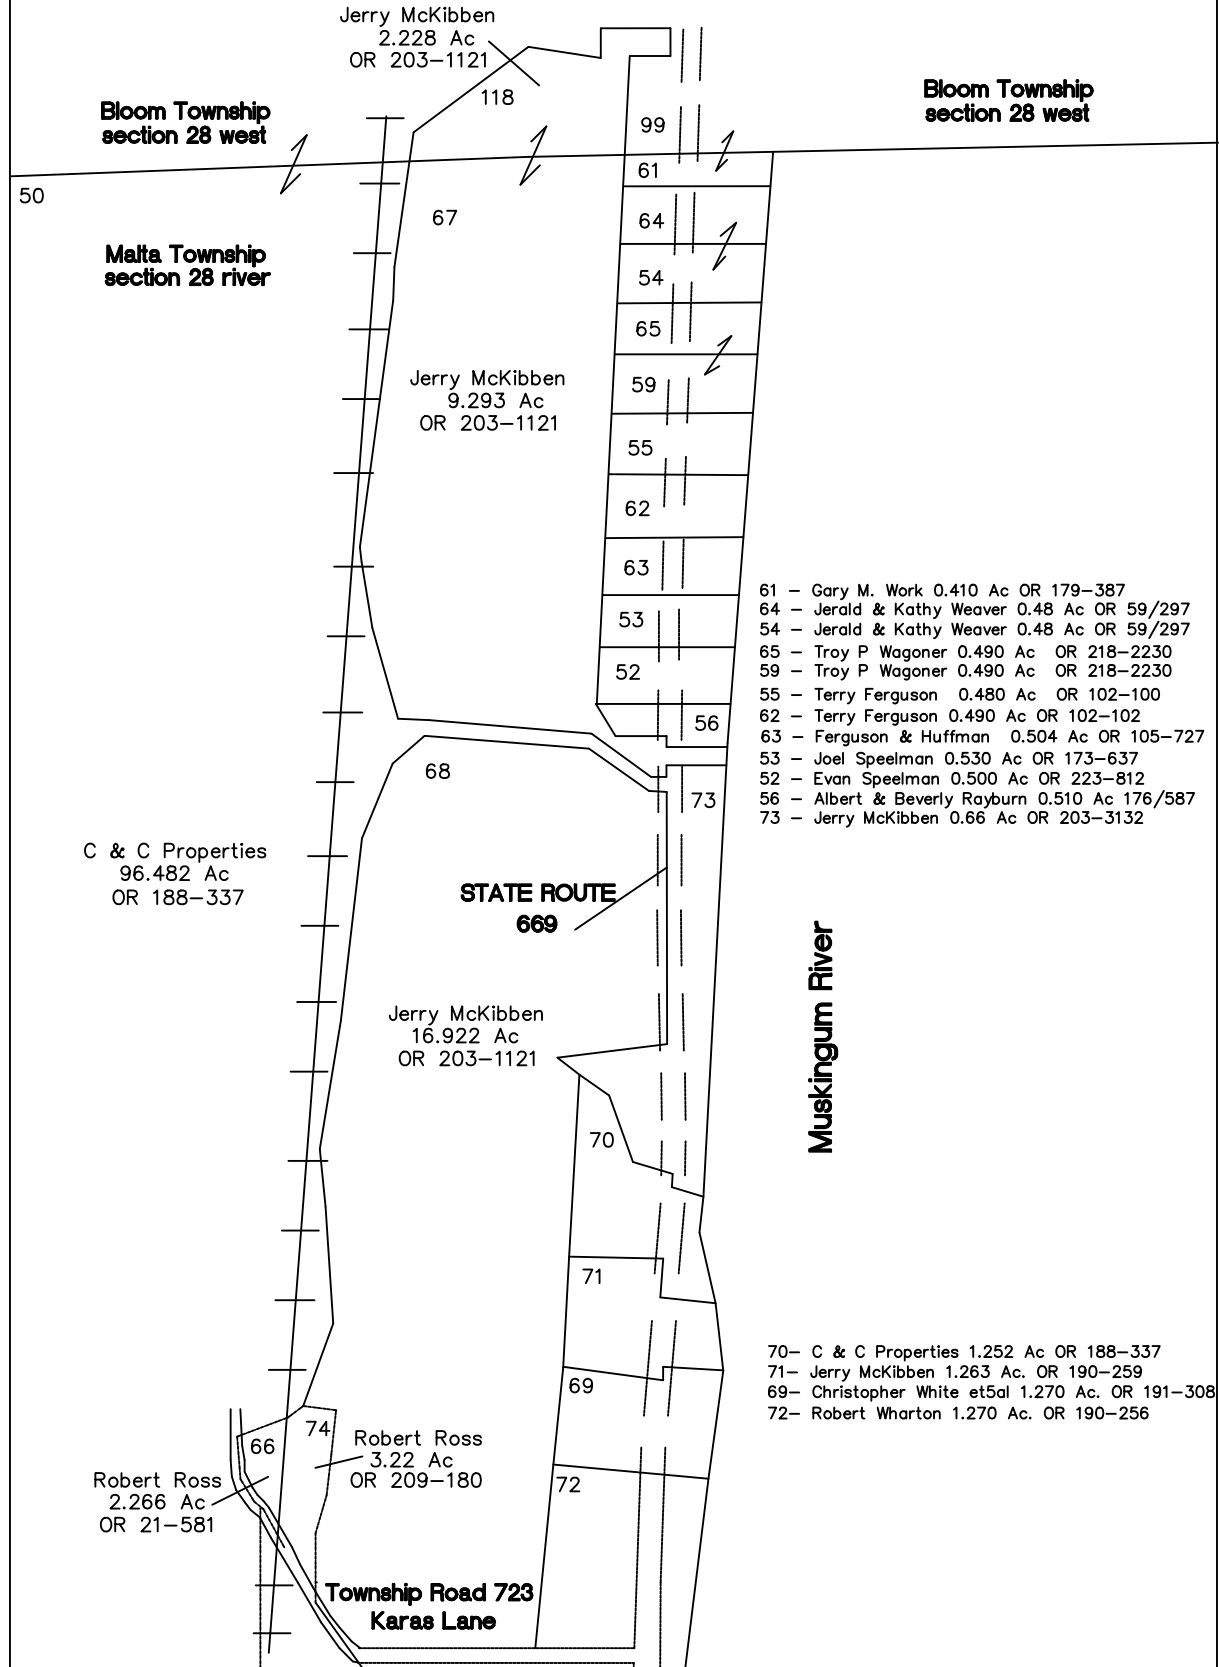 Jerry McKibben
2.228 Ac
OR 203-1121
118
Bloom Township
section 28 west
Bloom Township
section 28 west
99
61
50
67
64
Malta Township
section 28 river
54
65
Jerry McKibben
9.293 Ac
OR 203-1121
59
55
62
63
53
52
56
61 - Gary M. Work 0.410 Ac OR 179-387
64 - Jerald & Kathy Weaver 0.48 Ac OR 59/297
54 - Jerald & Kathy Weaver 0.48 Ac OR 59/297
65 - Troy P Wagoner 0.490 Ac OR 218-2230
59 - Troy P Wagoner 0.490 Ac OR 218-2230
55 - Terry Ferguson 0.480 Ac OR 102-100
62 - Terry Ferguson 0.490 Ac OR 102-102
63 - Ferguson & Huffman 0.504 Ac OR 105-727
53 - Joel Speelman 0.530 Ac OR 173-637
52 - Evan Speelman 0.500 Ac OR 223-812
56 - Albert & Beverly Rayburn 0.510 Ac 176/587
73 - Jerry McKibben 0.66 Ac OR 203-3132
68
73
C & C Properties
96.482 Ac
OR 188-337
STATE ROUTE
669
Muskingum River
Jerry McKibben
16.922 Ac
OR 203-1121
70
71
69
72
70- C & C Properties 1.252 Ac OR 188-337
71- Jerry McKibben 1.263 Ac. OR 190-259
69- Christopher White et5al 1.270 Ac. OR 191-308
72- Robert Wharton 1.270 Ac. OR 190-256
74
66
Robert Ross
3.22 Ac
OR 209-180
Robert Ross
2.266 Ac
OR 21-581
Township Road 723
Karas Lane